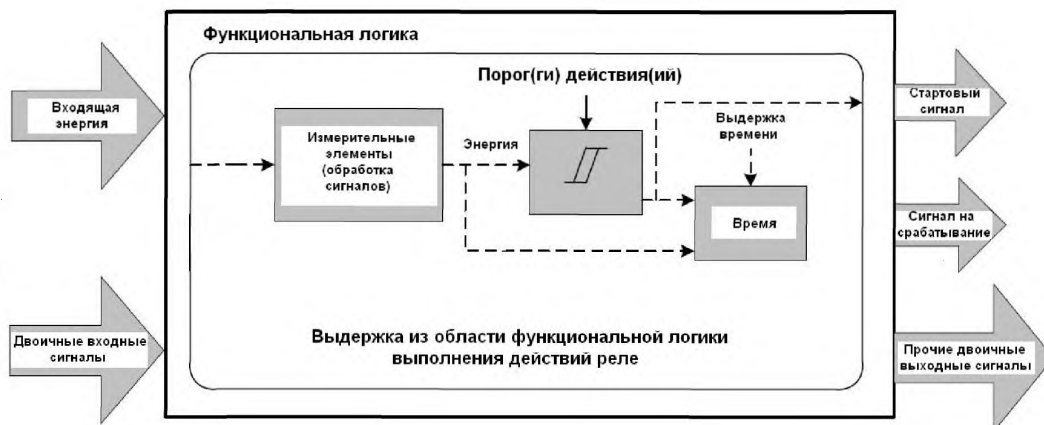 Функциональная логика
Входящая
энергия
Порог(ги) действия(ий)
Стартовый
сигнал
Измерительные
элементы
(обработка
сигналов)
Энергия
Выдержка
времени
Время
Сигнал на
срабатывание
Двоичные входные
сигналы
Выдержка из области функциональной логики
выполнения действий реле
Прочие двоичные
выходные сигналы